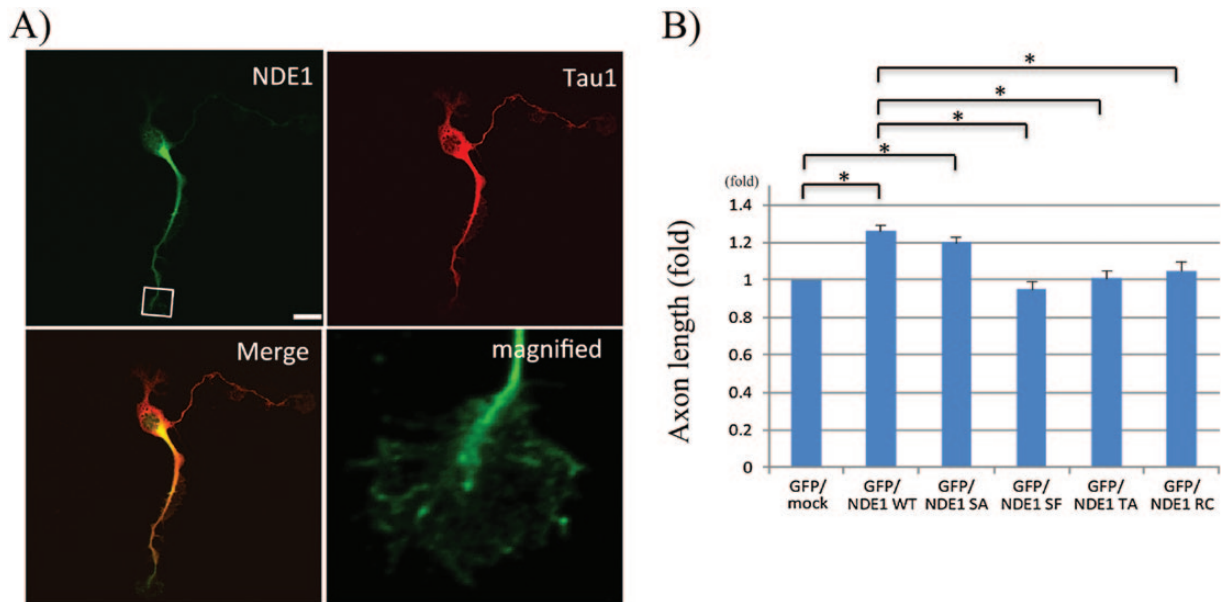 A)
NDE1
Tau1
Merge
magnified
B)
*
*
*
*
*
(fold)
Axon length (fold)
1.4
1.2
1
0.8
0.6
0.4
0.2
0
GFP/ GFP/ GFP/ GFP/ GFP/ GFP/
mock NDE1 WT NDE1 SA NDE1 SF NDE1 TA NDE1 RC